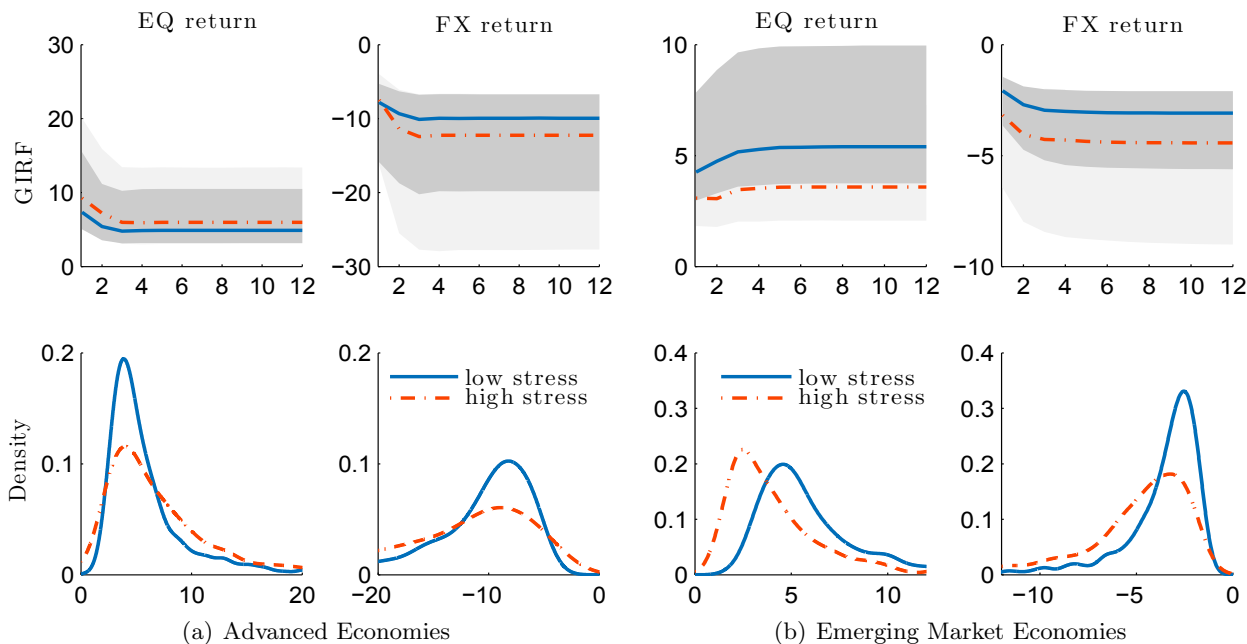 EQ return FX return EQ return FX return
30 0 10 0
20 −10
10 −20 5 −5
0 −30 0 −10
GIRF
2 4 6 8 10 12 2 4 6 8 10 12 2 4 6 8 10 12 2 4 6 8 10 12
0.2 0.2 0.4 0.4
low stress low stress
high stress high stress
0.3 0.3
0.1 0.1 0.2 0.2
0.1 0.1
0 0 0 0
Density
0 10 20 −20 −10 0 0 5 10 −10 −5 0
(a) Advanced Economies (b) Emerging Market Economies